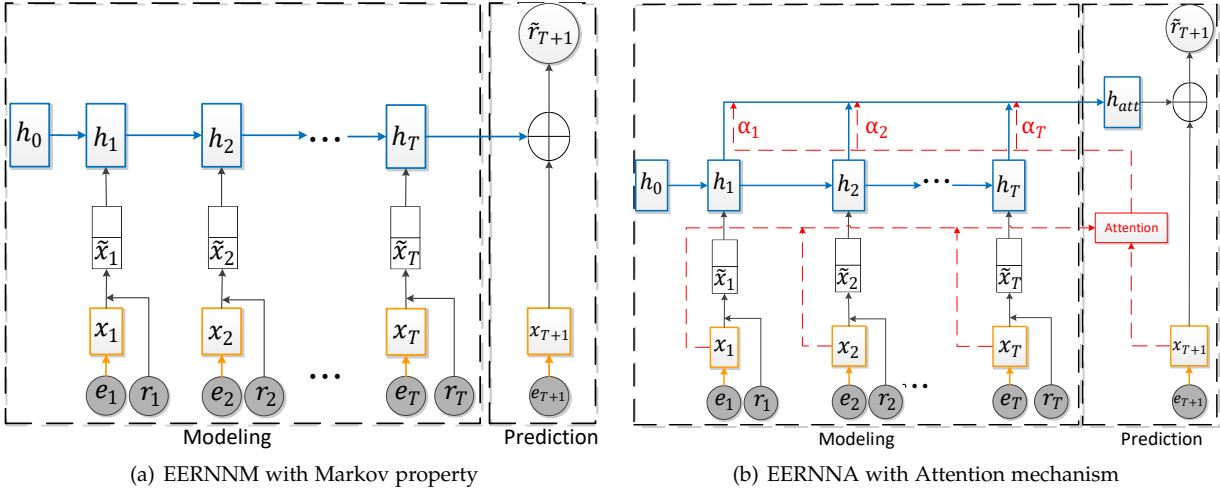 r̃T+1
h0 h1 h2 ... hT
x̃1 x̃2 x̃T
x1 x2 xT xT+1
e1 r1 e2 r2 ... eT rT eT+1
Modeling Prediction
(a) EERNNM with Markov property
r̃T+1
hatt
α1 α2 αT
h0 h1 h2 ... hT
Attention
x̃1 x̃2 x̃T
x1 x2 xT xT+1
e1 r1 e2 r2 ... eT rT eT+1
Modeling Prediction
(b) EERNNA with Attention mechanism